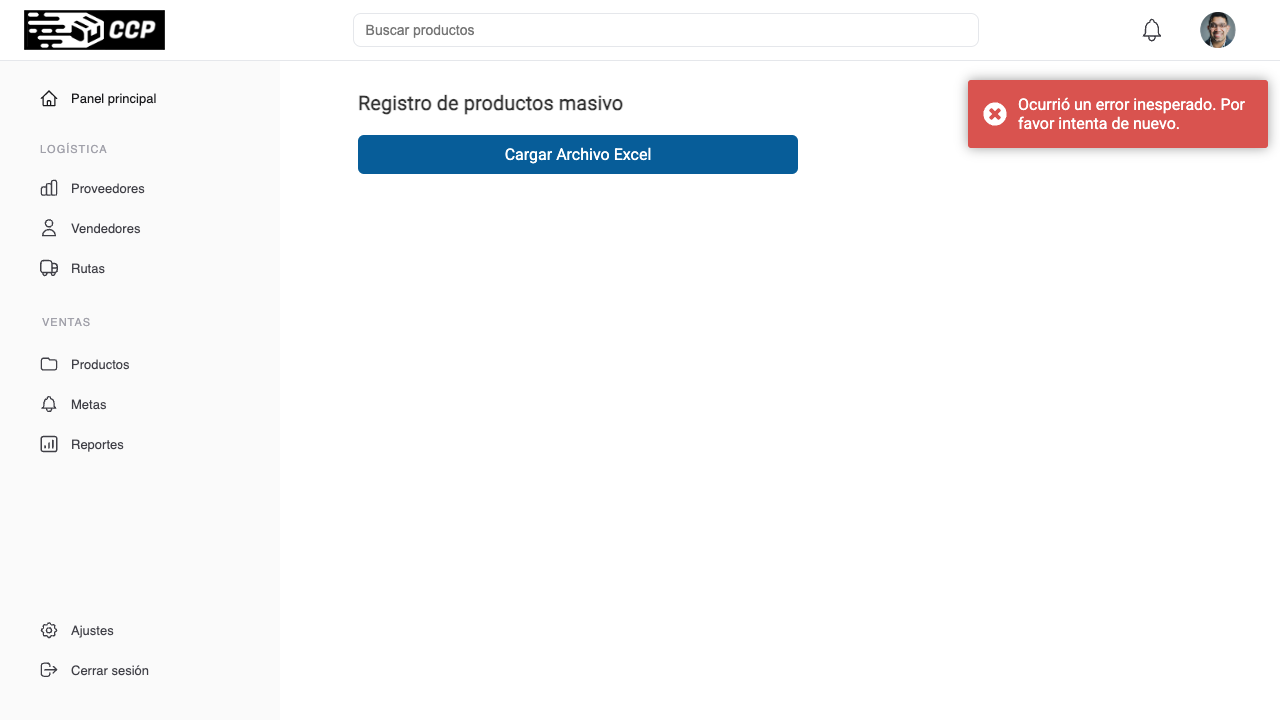 CCP
Buscar productos
Panel principal
LOGÍSTICA
Proveedores
Vendedores
Rutas
VENTAS
Productos
Metas
Reportes
Ajustes
Cerrar sesión
Registro de productos masivo
Cargar Archivo Excel
Ocurrió un error inesperado. Por
favor intenta de nuevo.